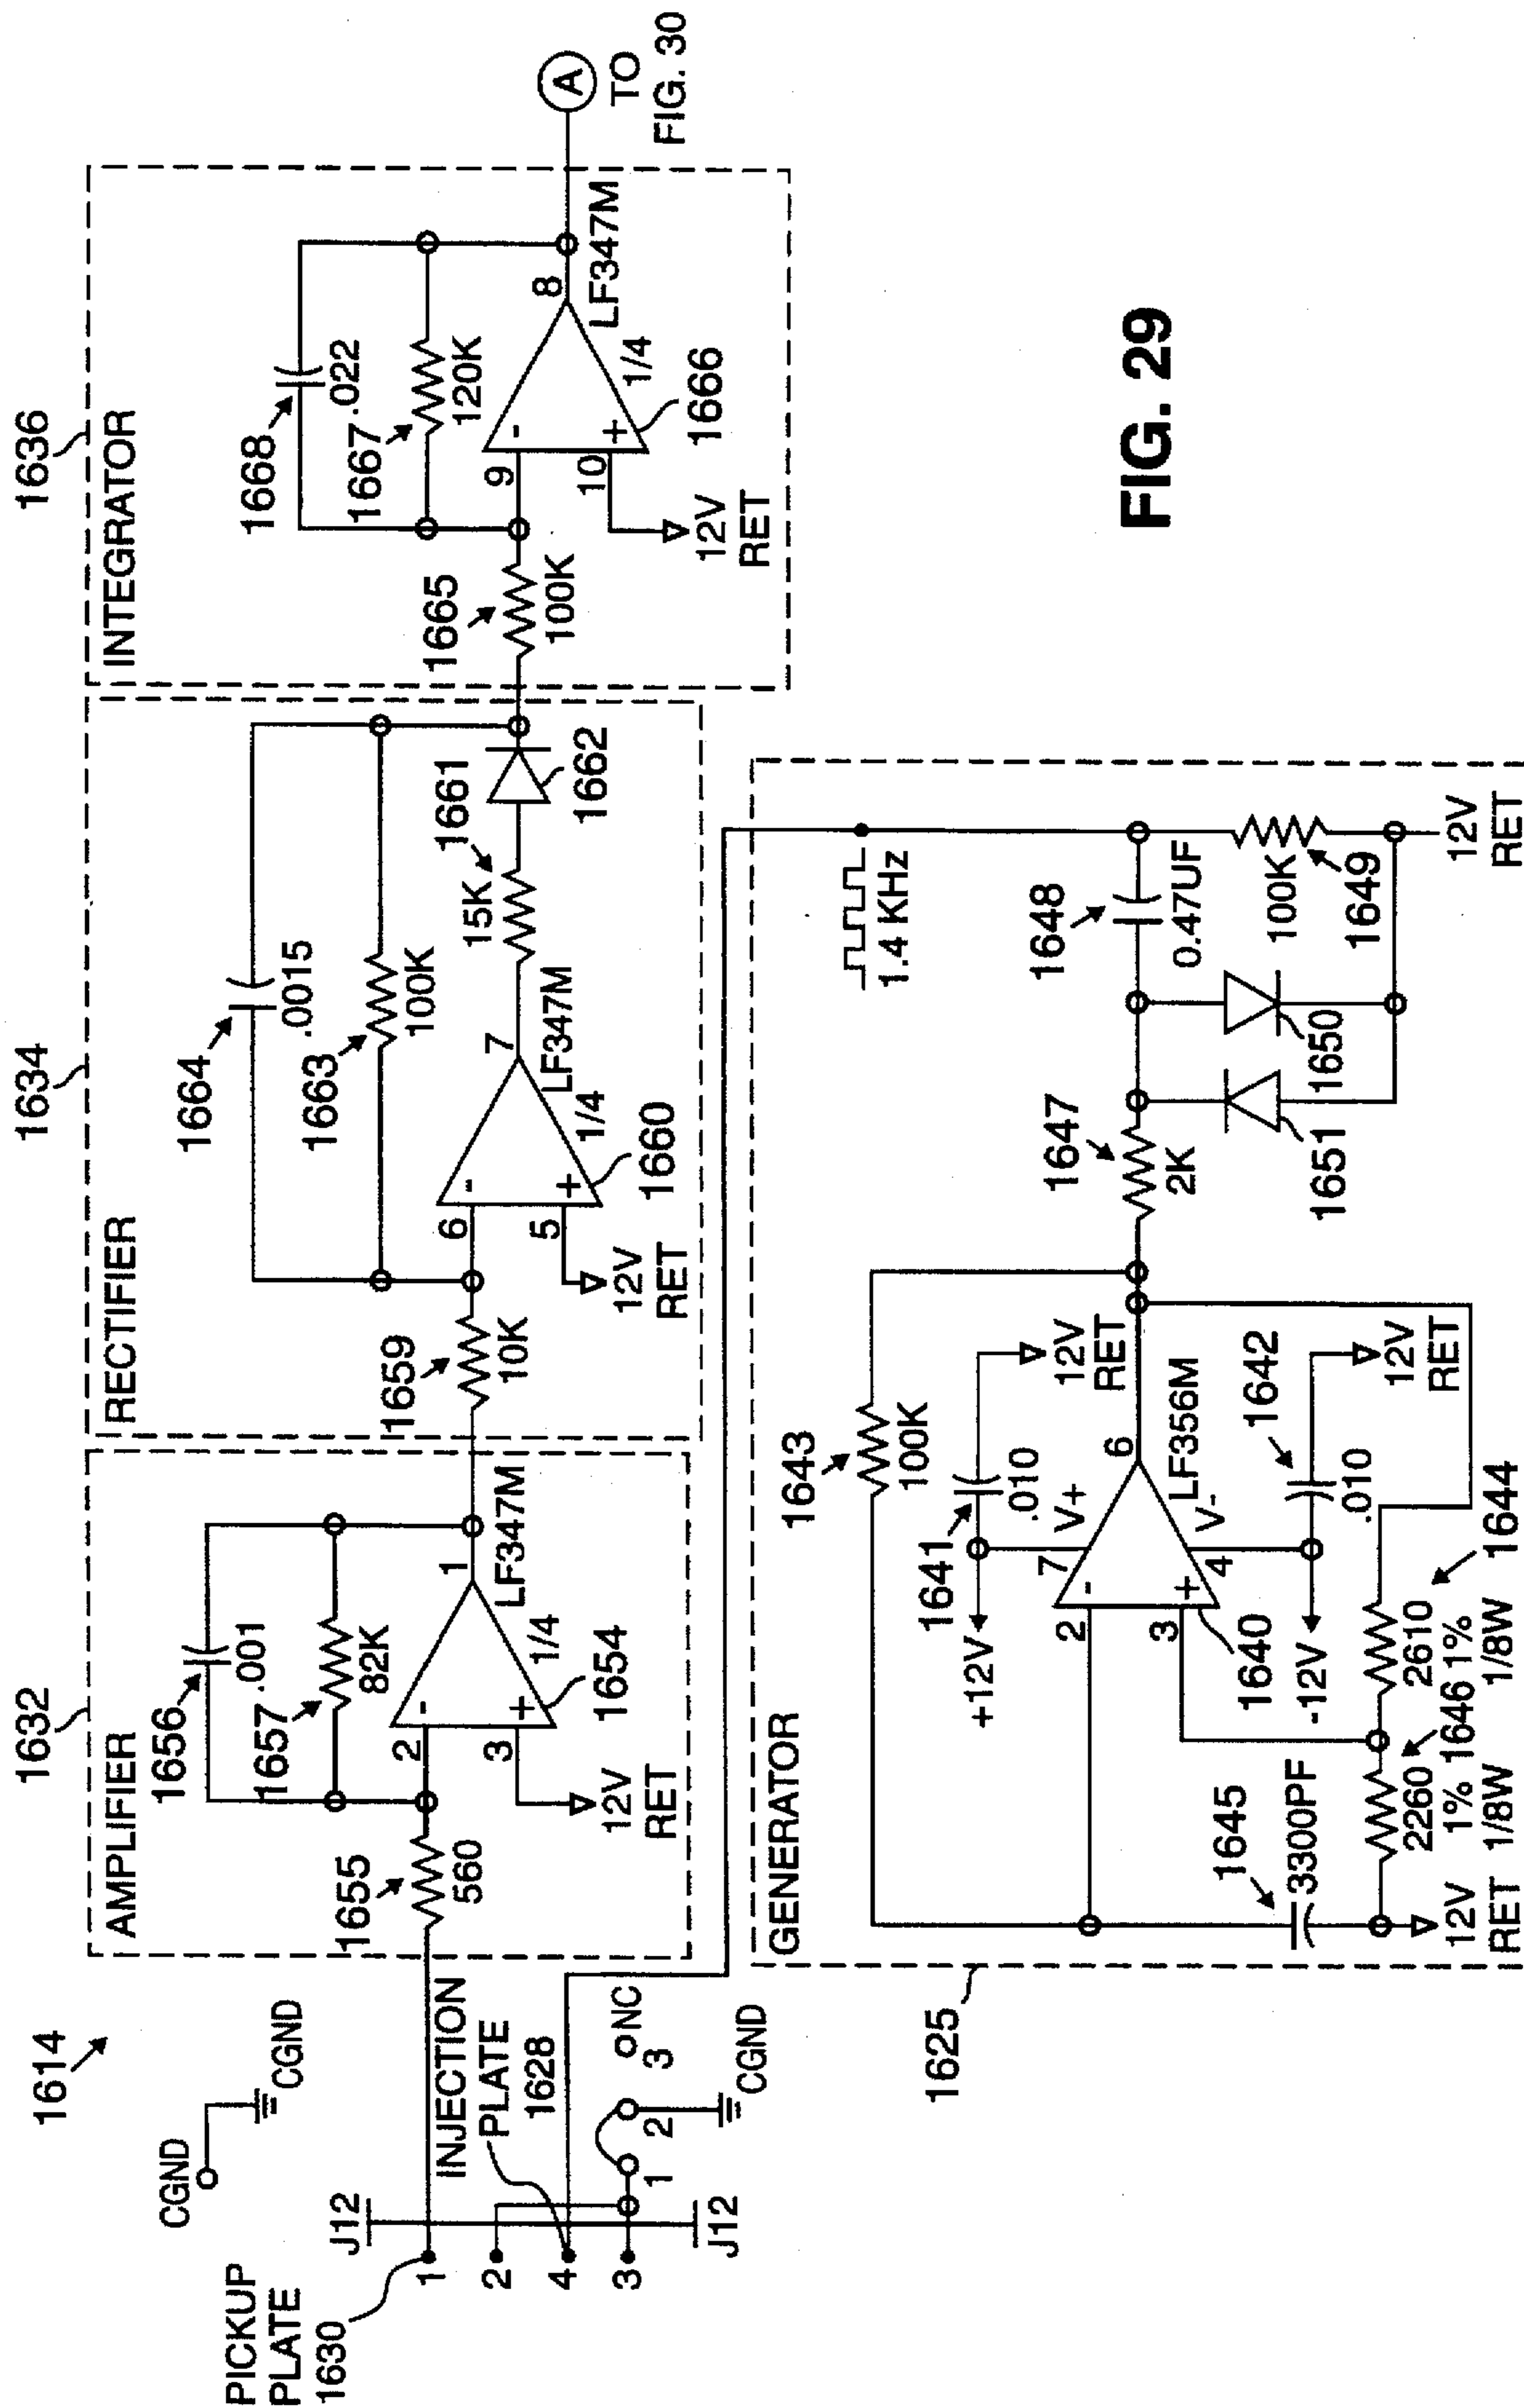 1614
CGND
CGND
PICKUP
PLATE
1630
J12
1
2
4
3
J12
INJECTION
PLATE
1628
1
2
3
NC
CGND
1632
AMPLIFIER
1655
560
1656
.001
1657
82K
2
3
1
LF347M
1/4
1654
12V
RET
1634
RECTIFIER
1659
10K
1664
.0015
1663
100K
6
5
7
LF347M
1/4
1660
12V
RET
15K
1661
1662
1636
INTEGRATOR
1665
100K
1668
.022
1667
120K
9
10
8
LF347M
1/4
1666
12V
RET
A
TO
FIG. 30
1625
GENERATOR
1643
100K
1641
.010
+12V
12V
RET
7
V+
2
3
6
LF356M
4
V-
1640
-12V
1642
.010
12V
RET
1645
3300PF
12V
RET
2260
1%
1/8W
1646
2610
1%
1/8W
1644
1647
2K
1651
1650
1648
0.47UF
100K
1649
12V
RET
1.4 KHz
FIG. 29